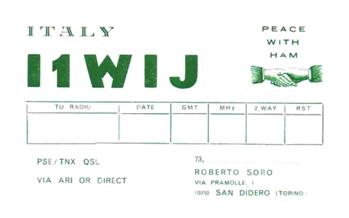 ITALY
PEACE
WITH
HAM
I1WIJ
TO RADIO DATE GMT MHz 2 WAY RST
PSE/TNX QSL
VIA ARI OR DIRECT
73,
ROBERTO SORO
VIA PRAMOLLE, 1
10050 SAN DIDERO (TORINO)